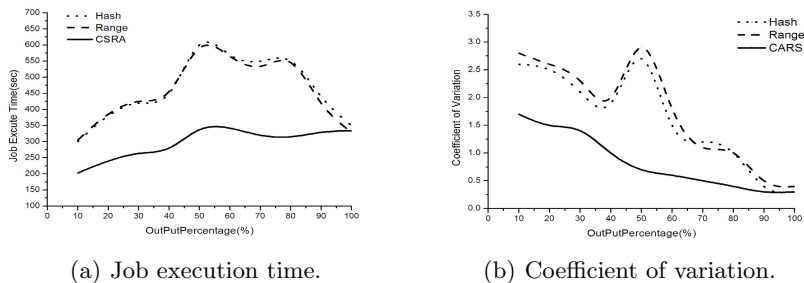 Hash
Range
CSRA
700
650
600
550
500
450
400
350
300
250
200
150
100
Job Excute Time(sec)
0 10 20 30 40 50 60 70 80 90 100
OutPutPercentage(%)
(a) Job execution time.
Hash
Range
CARS
3.5
3.0
2.5
2.0
1.5
1.0
0.5
0.0
Coefficient of Variation
0 10 20 30 40 50 60 70 80 90 100
OutPutPercentage(%)
(b) Coefficient of variation.